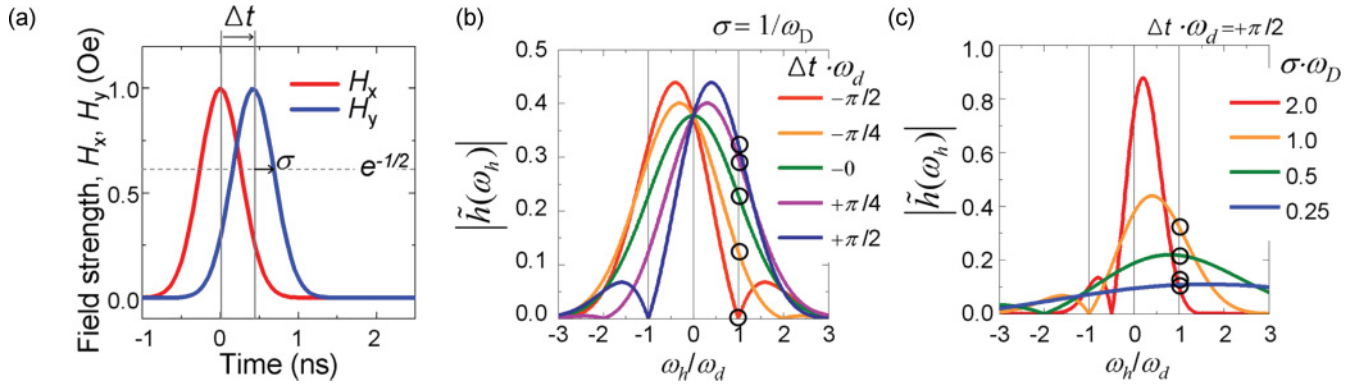 (a)
Δt
Hx
Hy
σ
e-1/2
Field strength, Hx, Hy (Oe)
1.0
0.5
0.0
-1 0 1 2
Time (ns)
(b)
σ = 1/ωD
Δt·ωd
−π/2
−π/4
−0
+π/4
+π/2
|h̃(ωh)|
0.5
0.4
0.3
0.2
0.1
0
-3 -2 -1 0 1 2 3
ωh/ωd
(c)
Δt·ωd=+π/2
σ·ωD
2.0
1.0
0.5
0.25
|h̃(ωh)|
1.0
0.8
0.6
0.4
0.2
0.0
-3 -2 -1 0 1 2 3
ωh/ωd